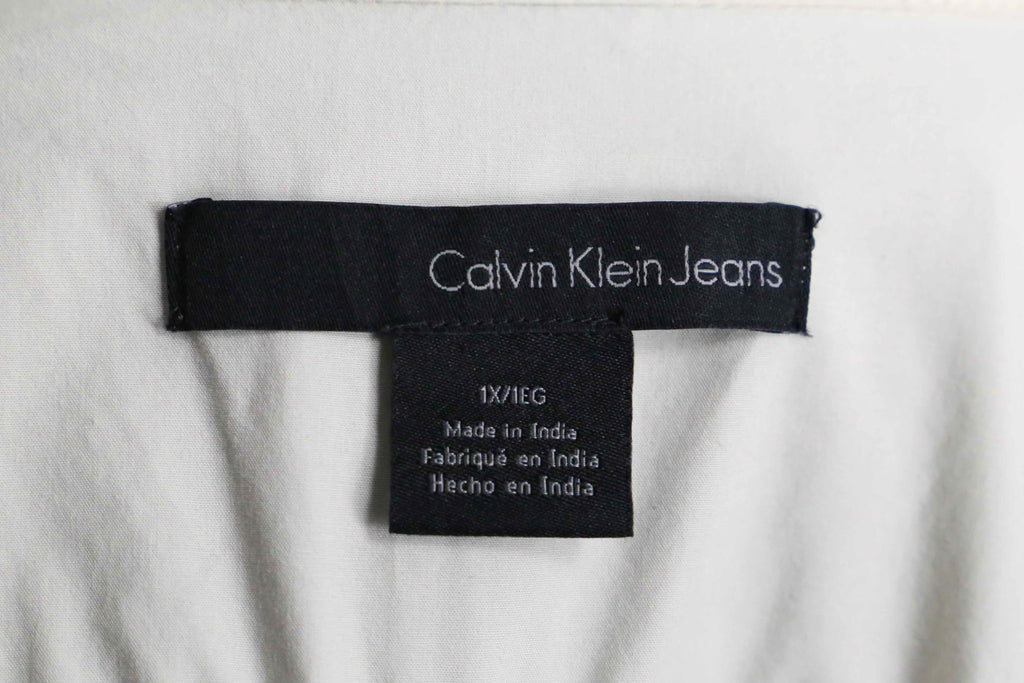 Calvin Klein Jeans
1X/1EG
Made in India
Fabriqué en India
Hecho en India